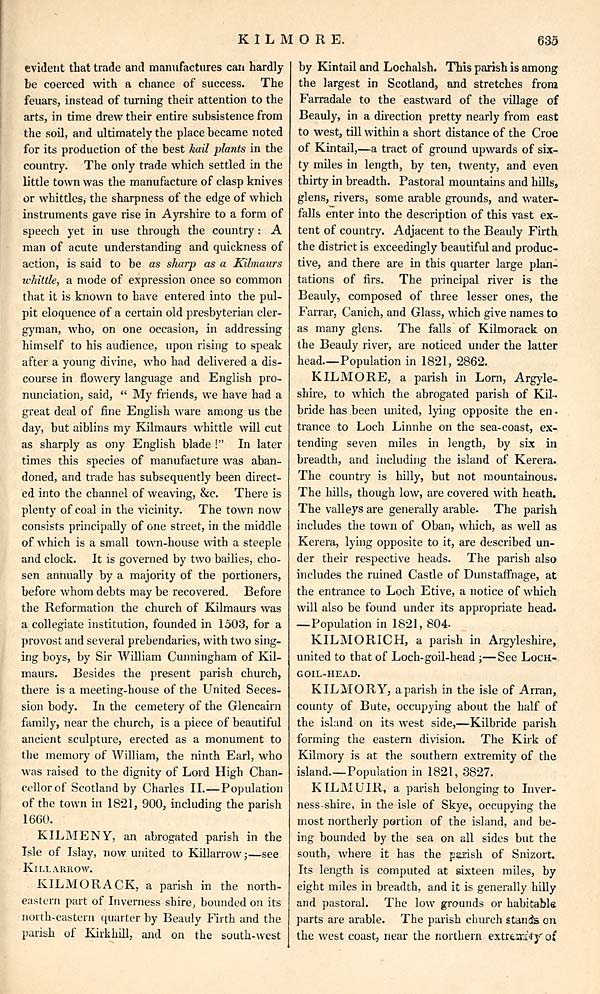 KILMORE.
635
evident that trade and manufactures can hardly
be coerced with a chance of success. The
feuars, instead of turning their attention to the
arts, in time drew their entire subsistence from
the soil, and ultimately the place became noted
for its production of the best kail plants in the
country. The only trade which settled in the
little town was the manufacture of clasp knives
or whittles, the sharpness of the edge of which
instruments gave rise in Ayrshire to a form of
speech yet in use through the country: A
man of acute understanding and quickness of
action, is said to be as sharp as a Kilmaurs
whittle, a mode of expression once so common
that it is known to have entered into the pul-
pit eloquence of a certain old presbyterian cler-
gyman, who, on one occasion, in addressing
himself to his audience, upon rising to speak
after a young divine, who had delivered a dis-
course in flowery language and English pro-
nunciation, said, “ My friends, we have had a
great deal of fine English ware among us the
day, but aiblins my Kilmaurs whittle will cut
as sharply as ony English blade!” In later
times this species of manufacture was aban-
doned, and trade has subsequently been direct-
ed into the channel of weaving, &c. There is
plenty of coal in the vicinity. The town now
consists principally of one street, in the middle
of which is a small town-house with a steeple
and clock. It is governed by two bailies, cho-
sen annually by a majority of the portioners,
before whom debts may be recovered. Before
the Reformation the church of Kilmaurs was
a collegiate institution, founded in 1503, for a
provost and several prebendaries, with two sing-
ing boys, by Sir William Cunningham of Kil-
maurs. Besides the present parish church,
there is a meeting-house of the United Seces-
sion body. In the cemetery of the Glencairn
family, near the church, is a piece of beautiful
ancient sculpture, erected as a monument to
the memory of William, the ninth Earl, who
was raised to the dignity of Lord High Chan-
cellor of Scotland by Charles II.—Population
of the town in 1821, 900, including the parish
1660.
KILMENY, an abrogated parish in the
Isle of Islay, now united to Killarrow;—see
KILLARROW.
KILMORACK, a parish in the north-
eastern part of Inverness-shire, bounded on its
north-eastern quarter by Beauly Firth and the
parish of Kirkhill, and on the south-west
by Kintail and Lochalsh. This parish is among
the largest in Scotland, and stretches from
Farradale to the eastward of the village of
Beauly, in a direction pretty nearly from east
to west, till within a short distance of the Croe
of Kintail,—a tract of ground upwards of six-
ty miles in length, by ten, twenty, and even
thirty in breadth. Pastoral mountains and hills,
glens, rivers, some arable grounds, and water-
falls enter into the description of this vast ex-
tent of country. Adjacent to the Beauly Firth
the district is exceedingly beautiful and produc-
tive, and there are in this quarter large plan-
tations of firs. The principal river is the
Beauly, composed of three lesser ones, the
Farrar, Canich, and Glass, which give names to
as many glens. The falls of Kilmorack on
the Beauly river, are noticed under the latter
head.—Population in 1821, 2862.
KILMORE, a parish in Lorn, Argyle-
shire, to which the abrogated parish of Kil-
bride has been united, lying opposite the en-
trance to Loch Linnhe on the sea-coast, ex-
tending seven miles in length, by six in
breadth, and including the island of Kerera.
The country is hilly, but not mountainous.
The hills, though low, are covered with heath.
The valleys are generally arable. The parish
includes the town of Oban, which, as well as
Kerera, lying opposite to it, are described un-
der their respective heads. The parish also
includes the ruined Castle of Dunstaffnage, at
the entrance to Loch Etive, a notice of which
will also be found under its appropriate head.
—Population in 1821, 804.
KILMORICH, a parish in Argyleshire,
united to that of Loch-goil-head;—See LOCH-
GOIL-HEAD.
KILMORY, a parish in the isle of Arran,
county of Bute, occupying about the half of
the island on its west side,—Kilbride parish
forming the eastern division. The Kirk of
Kilmory is at the southern extremity of the
island.—Population in 1821, 3827.
KILMUIR, a parish belonging to Inver-
ness-shire, in the isle of Skye, occupying the
most northerly portion of the island, and be-
ing bounded by the sea on all sides but the
south, where it has the parish of Snizort.
Its length is computed at sixteen miles, by
eight miles in breadth, and it is generally hilly
and pastoral. The low grounds or habitable
parts are arable. The parish church stands on
the west coast, near the northern extremity of